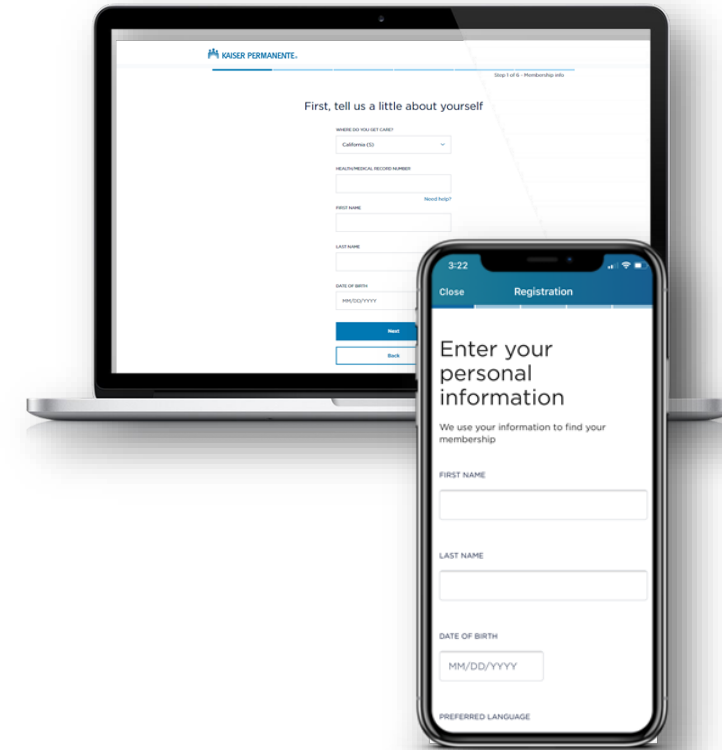 KAISER PERMANENTE®
Step 1 of 6 - Membership info
First, tell us a little about yourself
WHERE DO YOU GET CARE?
California (S)
HEALTH/MEDICAL RECORD NUMBER
Need help?
FIRST NAME
LAST NAME
DATE OF BIRTH
MM/DD/YYYY
Next
Back
3:22
Close Registration
Enter your
personal
information
We use your information to find your
membership
FIRST NAME
LAST NAME
DATE OF BIRTH
MM/DD/YYYY
PREFERRED LANGUAGE